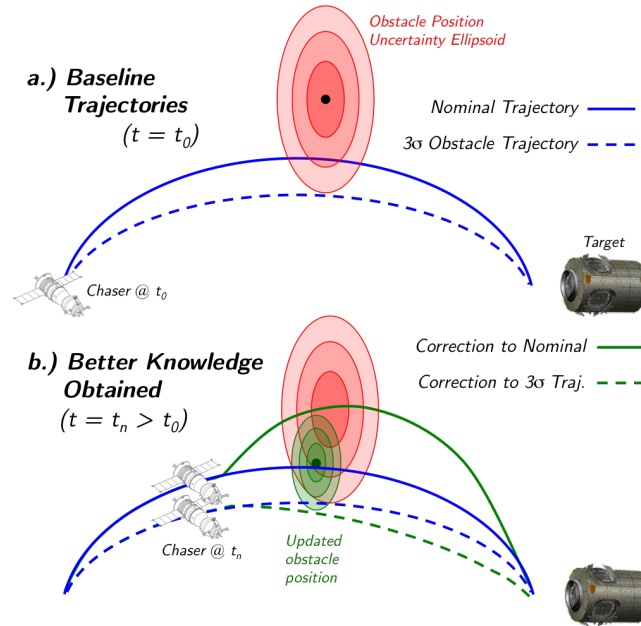 Obstacle Position
Uncertainty Ellipsoid
a.) Baseline
Trajectories
(t = t₀)
Nominal Trajectory
3σ Obstacle Trajectory
Target
Chaser @ t₀
b.) Better Knowledge
Obtained
(t = tₙ > t₀)
Correction to Nominal
Correction to 3σ Traj.
Chaser @ tₙ
Updated
obstacle
position